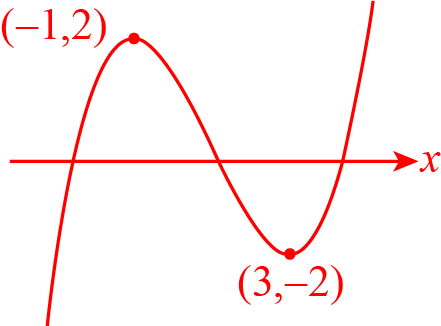 (−1,2)
x
(3,−2)